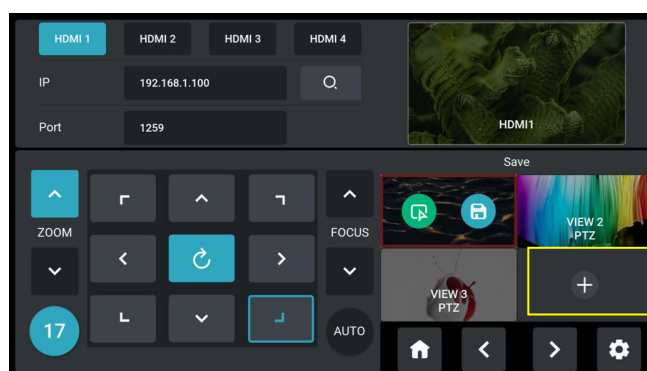 HDMI 1
HDMI 2
HDMI 3
HDMI 4
IP
192.168.1.100
Port
1259
HDMI1
Save
ZOOM
FOCUS
VIEW 2
PTZ
VIEW 3
PTZ
17
AUTO